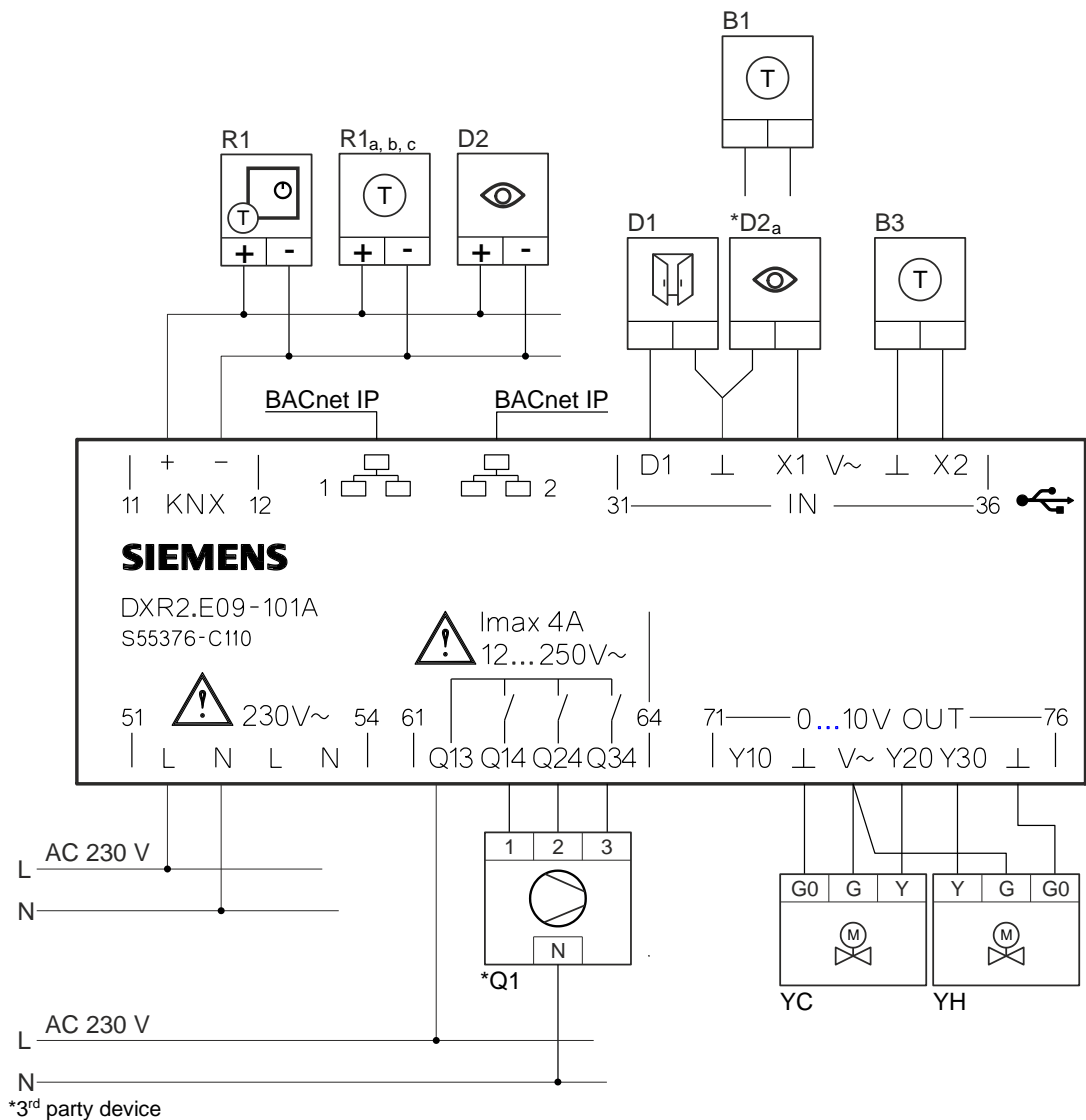 B1
T
R1
R1a, b, c
D2
T
T
+ -
+ -
+ -
D1
*D2a
B3
T
BACnet IP
BACnet IP
+ -
11 KNX 12
1
2
D1 ⊥ X1 V~ ⊥ X2
31 IN 36
SIEMENS
DXR2.E09-101A
S55376-C110
! Imax 4A
12...250V~
51 ! 230V~ 54
61 64
71 0...10V OUT 76
L N L N
Q13 Q14 Q24 Q34
Y10 ⊥ V~ Y20 Y30 ⊥
1 2 3
N
*Q1
G0 G Y
M
YC
Y G G0
M
YH
L AC 230 V
N
L AC 230 V
N
*3rd party device